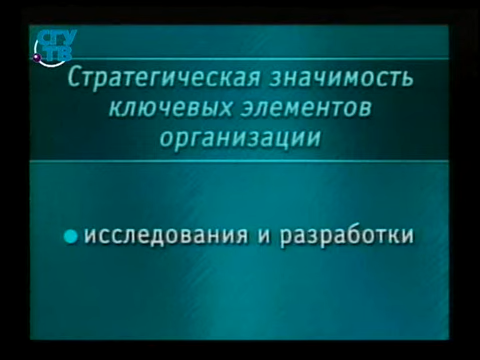 СГУ
ТВ
Стратегическая значимость
ключевых элементов
организации
исследования и разработки